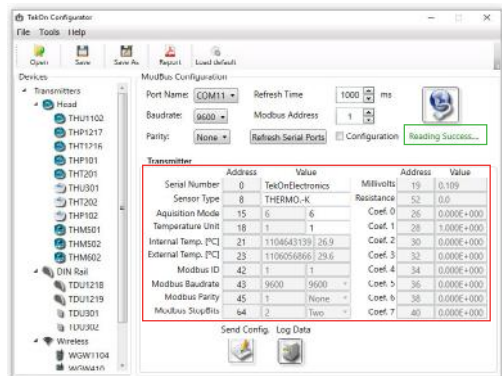 TekOn Configurator
File Tools Help
Open Save Save As Report Load default
Devices
Transmitters
Head
THU1102
THP1217
THT1216
THP101
THT201
THU301
THT202
THP102
THM501
THM502
THM602
DIN Rail
TDU1218
TDU1219
TDU301
TDU302
Wireless
WGW1104
WGW410
ModBus Configuration
Port Name: COM11 Refresh Time 1000 ms
Baudrate: 9600 Modbus Address 1
Parity: None Refresh Serial Ports Configuration Reading Success...
Transmitter
Address Value Address Value
Serial Number 0 TekOnElectronics Millivolts 19 0.109
Sensor Type 8 THERMO.-K Resistance 52 0.0
Aquisition Mode 15 6 6 Coef. 0 26 0.000E+000
Temperature Unit 18 1 1 Coef. 1 28 1.000E+000
Internal Temp. [ºC] 21 1104643139 26.9 Coef. 2 30 0.000E+000
External Temp. [ºC] 23 1106056866 29.6 Coef. 3 32 0.000E+000
Modbus ID 42 1 1 Coef. 4 34 0.000E+000
Modbus Baudrate 43 9600 9600 Coef. 5 36 0.000E+000
Modbus Parity 45 1 None Coef. 6 38 0.000E+000
Modbus StopBits 64 2 Two Coef. 7 40 0.000E+000
Send Config. Log Data